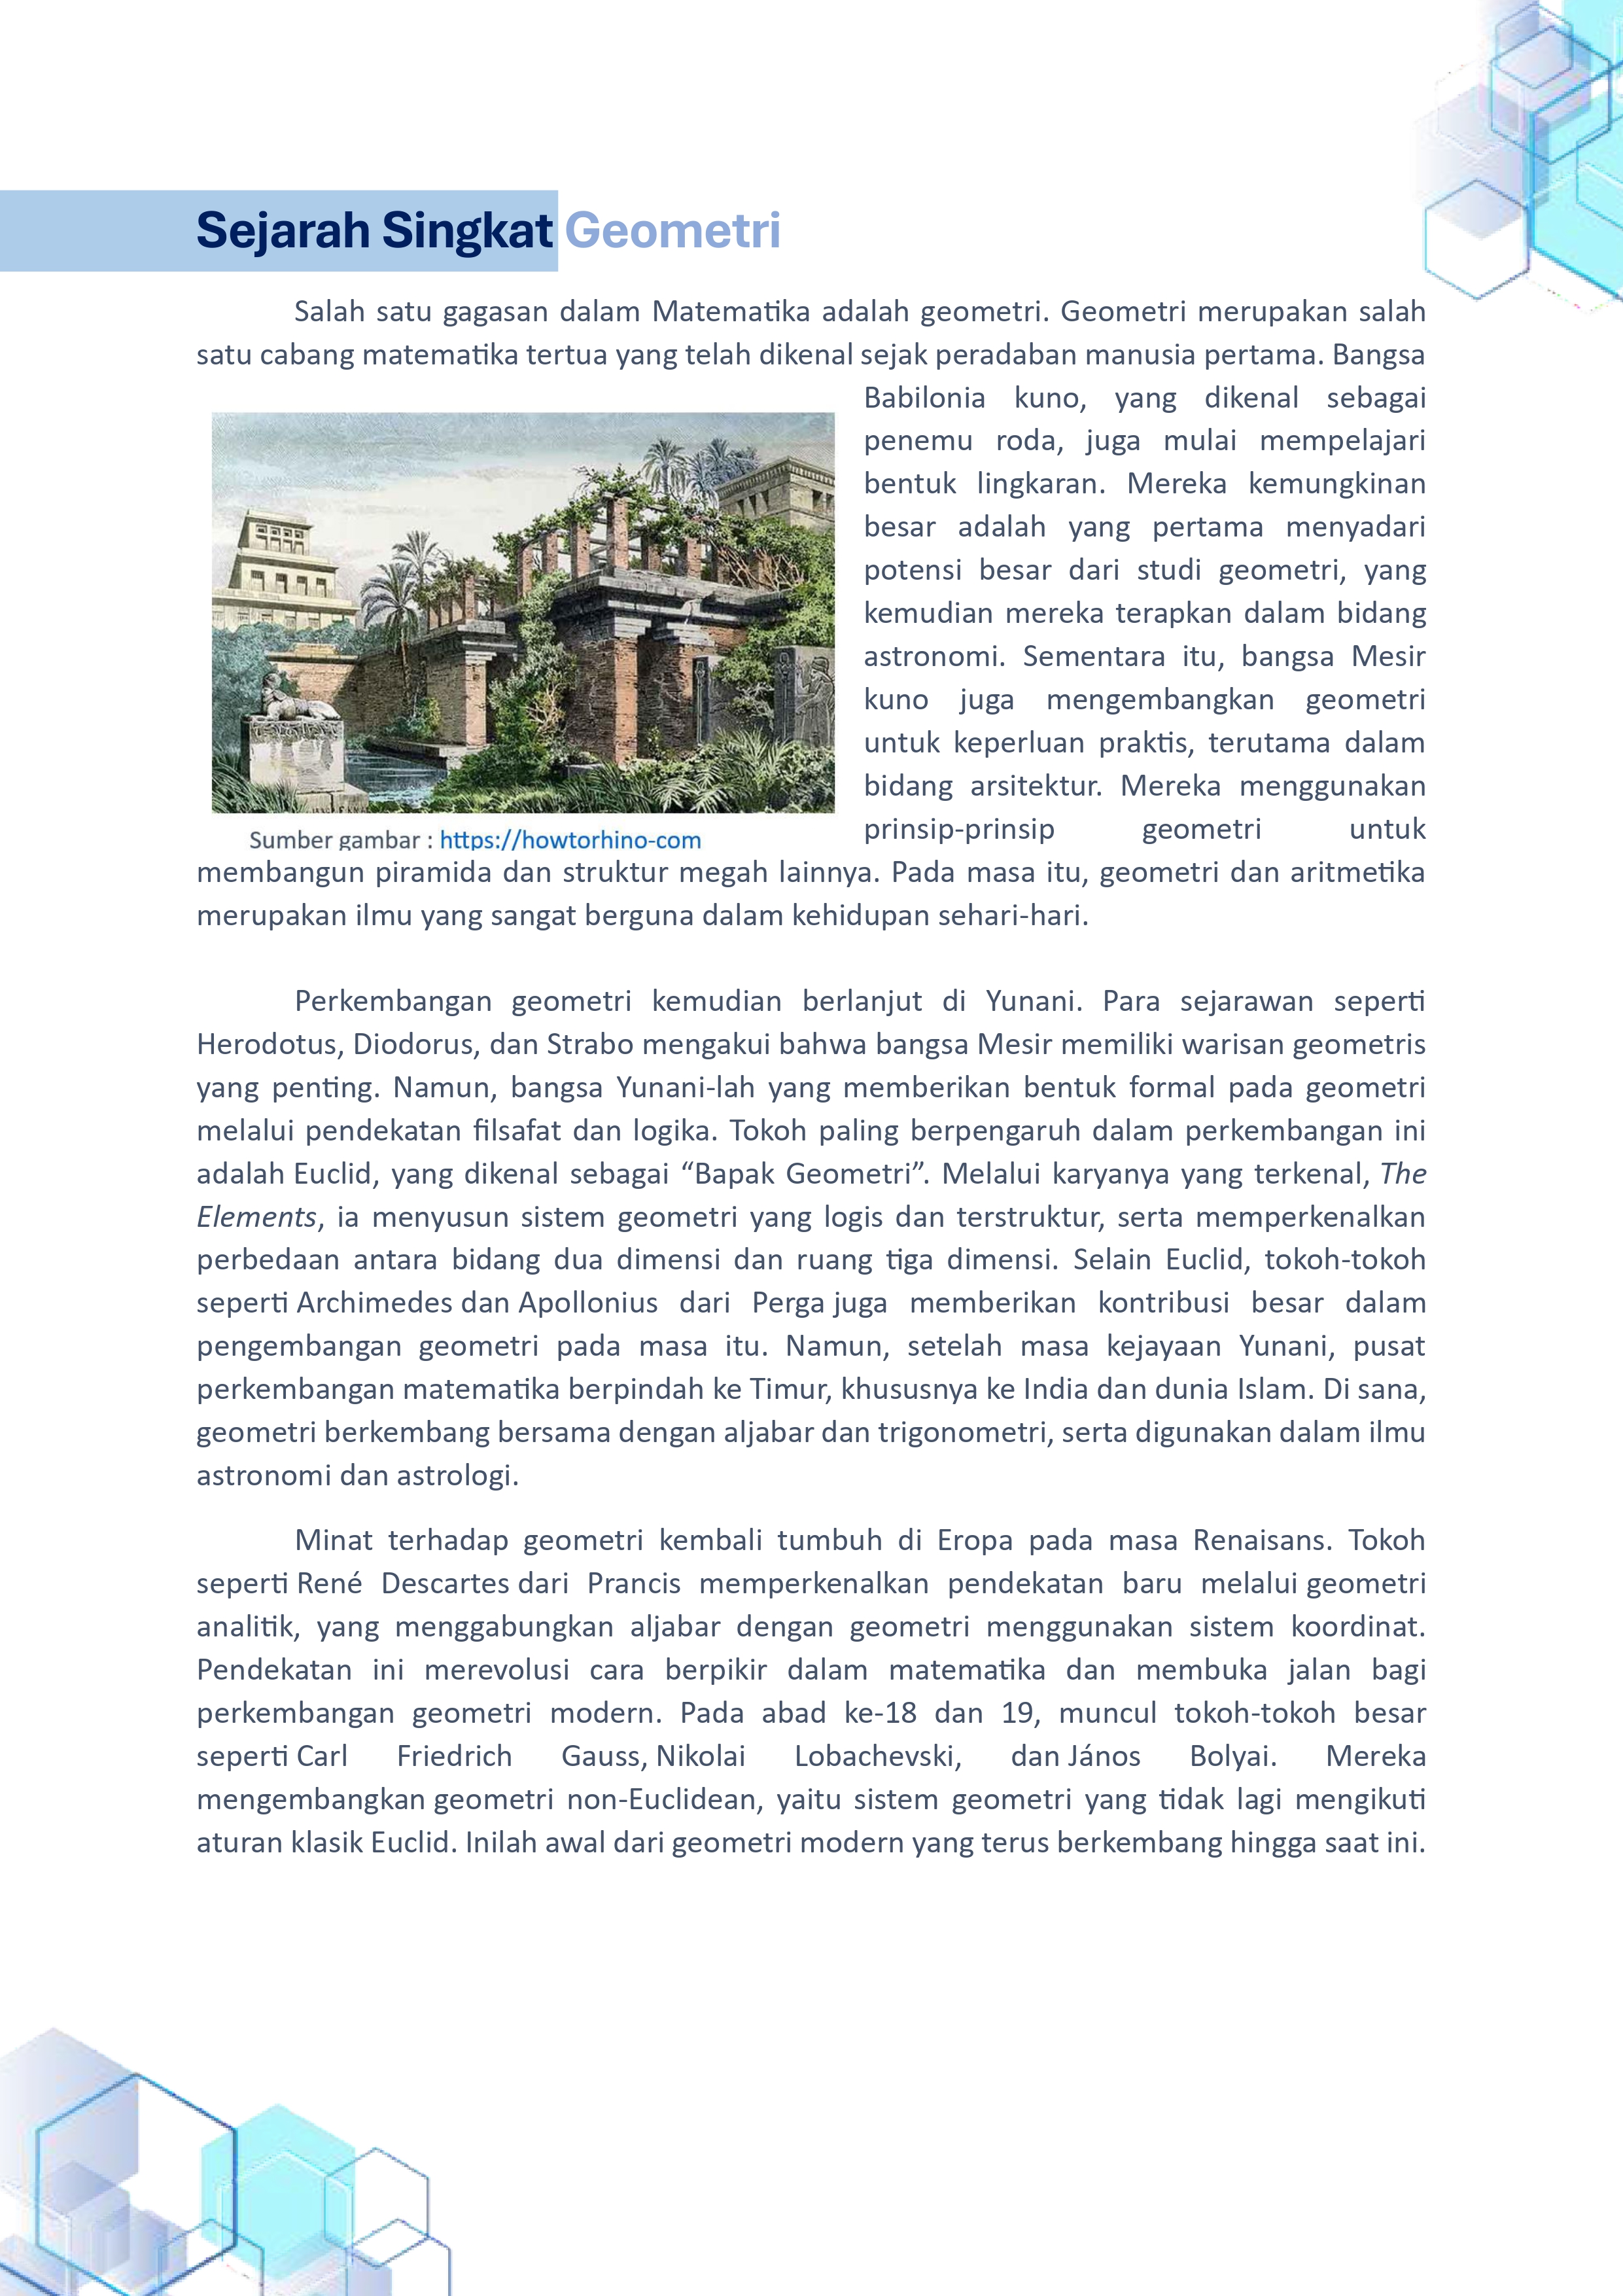 Sejarah Singkat Geometri
Salah satu gagasan dalam Matematika adalah geometri. Geometri merupakan salah
satu cabang matematika tertua yang telah dikenal sejak peradaban manusia pertama. Bangsa
Babilonia kuno, yang dikenal sebagai
penemu roda, juga mulai mempelajari
bentuk lingkaran. Mereka kemungkinan
besar adalah yang pertama menyadari
potensi besar dari studi geometri, yang
kemudian mereka terapkan dalam bidang
astronomi. Sementara itu, bangsa Mesir
kuno juga mengembangkan geometri
untuk keperluan praktis, terutama dalam
bidang arsitektur. Mereka menggunakan
prinsip-prinsip geometri untuk
Sumber gambar : https://howtorhino-com
membangun piramida dan struktur megah lainnya. Pada masa itu, geometri dan aritmetika
merupakan ilmu yang sangat berguna dalam kehidupan sehari-hari.
Perkembangan geometri kemudian berlanjut di Yunani. Para sejarawan seperti
Herodotus, Diodorus, dan Strabo mengakui bahwa bangsa Mesir memiliki warisan geometris
yang penting. Namun, bangsa Yunani-lah yang memberikan bentuk formal pada geometri
melalui pendekatan filsafat dan logika. Tokoh paling berpengaruh dalam perkembangan ini
adalah Euclid, yang dikenal sebagai “Bapak Geometri”. Melalui karyanya yang terkenal, The
Elements, ia menyusun sistem geometri yang logis dan terstruktur, serta memperkenalkan
perbedaan antara bidang dua dimensi dan ruang tiga dimensi. Selain Euclid, tokoh-tokoh
seperti Archimedes dan Apollonius dari Perga juga memberikan kontribusi besar dalam
pengembangan geometri pada masa itu. Namun, setelah masa kejayaan Yunani, pusat
perkembangan matematika berpindah ke Timur, khususnya ke India dan dunia Islam. Di sana,
geometri berkembang bersama dengan aljabar dan trigonometri, serta digunakan dalam ilmu
astronomi dan astrologi.
Minat terhadap geometri kembali tumbuh di Eropa pada masa Renaisans. Tokoh
seperti René Descartes dari Prancis memperkenalkan pendekatan baru melalui geometri
analitik, yang menggabungkan aljabar dengan geometri menggunakan sistem koordinat.
Pendekatan ini merevolusi cara berpikir dalam matematika dan membuka jalan bagi
perkembangan geometri modern. Pada abad ke-18 dan 19, muncul tokoh-tokoh besar
seperti Carl Friedrich Gauss, Nikolai Lobachevski, dan János Bolyai. Mereka
mengembangkan geometri non-Euclidean, yaitu sistem geometri yang tidak lagi mengikuti
aturan klasik Euclid. Inilah awal dari geometri modern yang terus berkembang hingga saat ini.